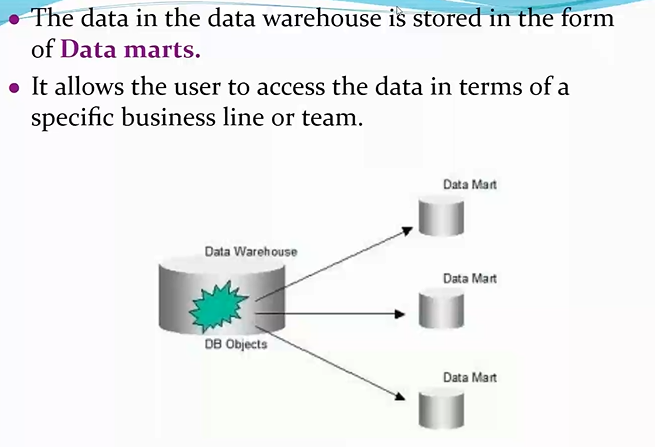 The data in the data warehouse is stored in the form
of Data marts.
It allows the user to access the data in terms of a
specific business line or team.
Data Mart
Data Warehouse
Data Mart
DB Objects
Data Mart